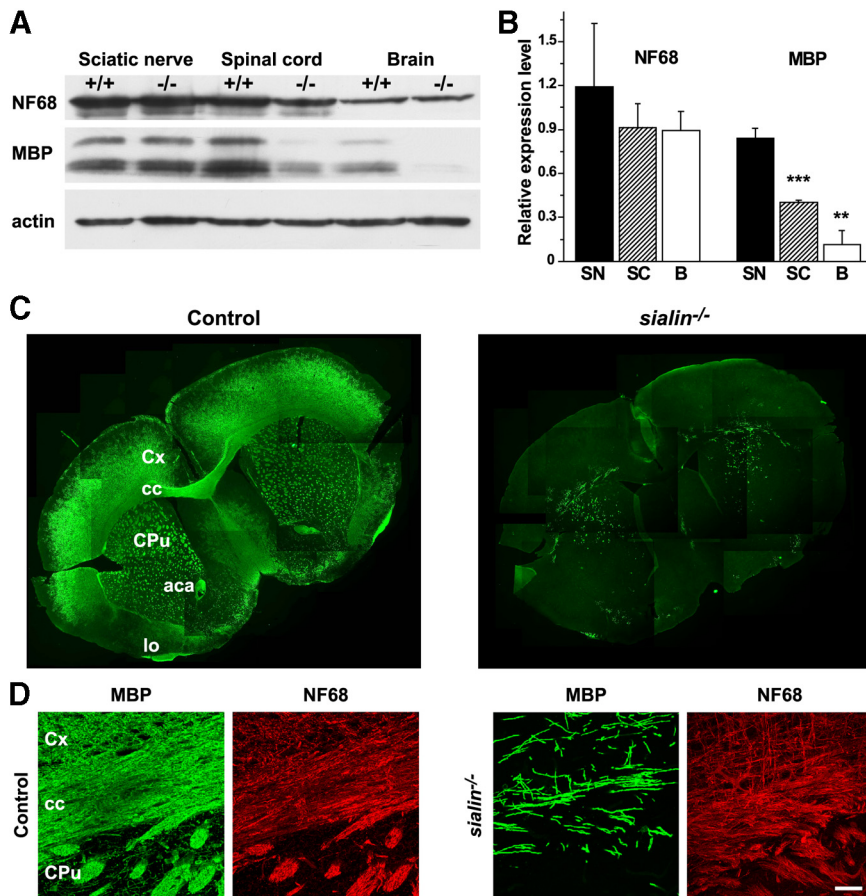 A
Sciatic nerve Spinal cord Brain
+/+ -/- +/+ -/- +/+ -/-
NF68
MBP
actin
B
Relative expression level
1.5
1.2
0.9
0.6
0.3
0
NF68
MBP
***
**
SN SC B SN SC B
C
Control
sialin-/-
Cx
cc
CPu
aca
lo
D
MBP NF68 MBP NF68
Control
Cx
cc
CPu
sialin-/-